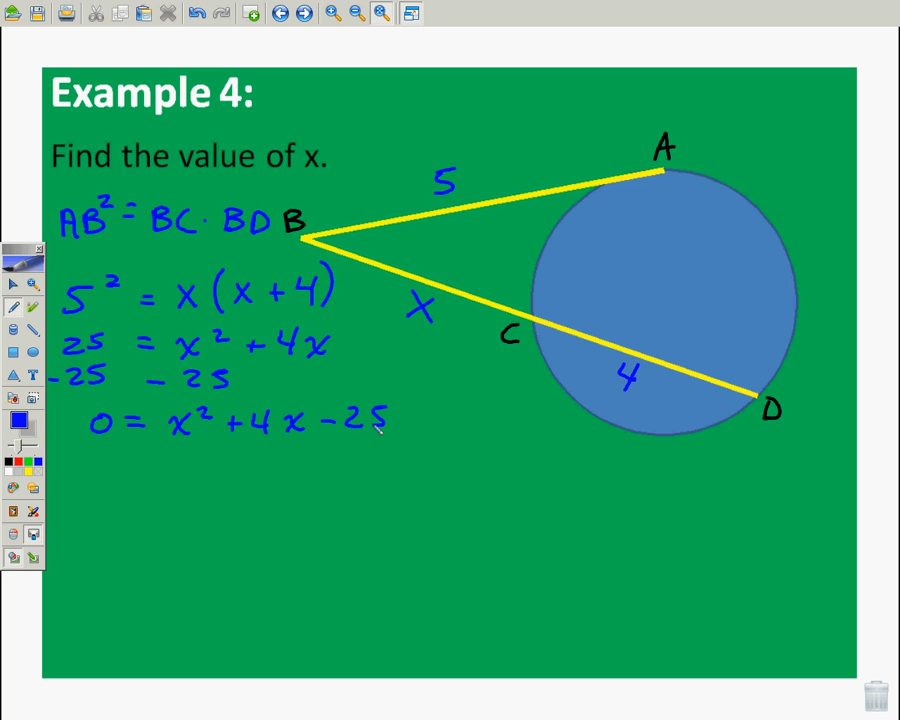 Example 4:
Find the value of x.
A
5
AB² = BC · BD
B
5² = x(x + 4)
x
C
25 = x² + 4x
4
-25 - 25
D
0 = x² + 4x - 25
T